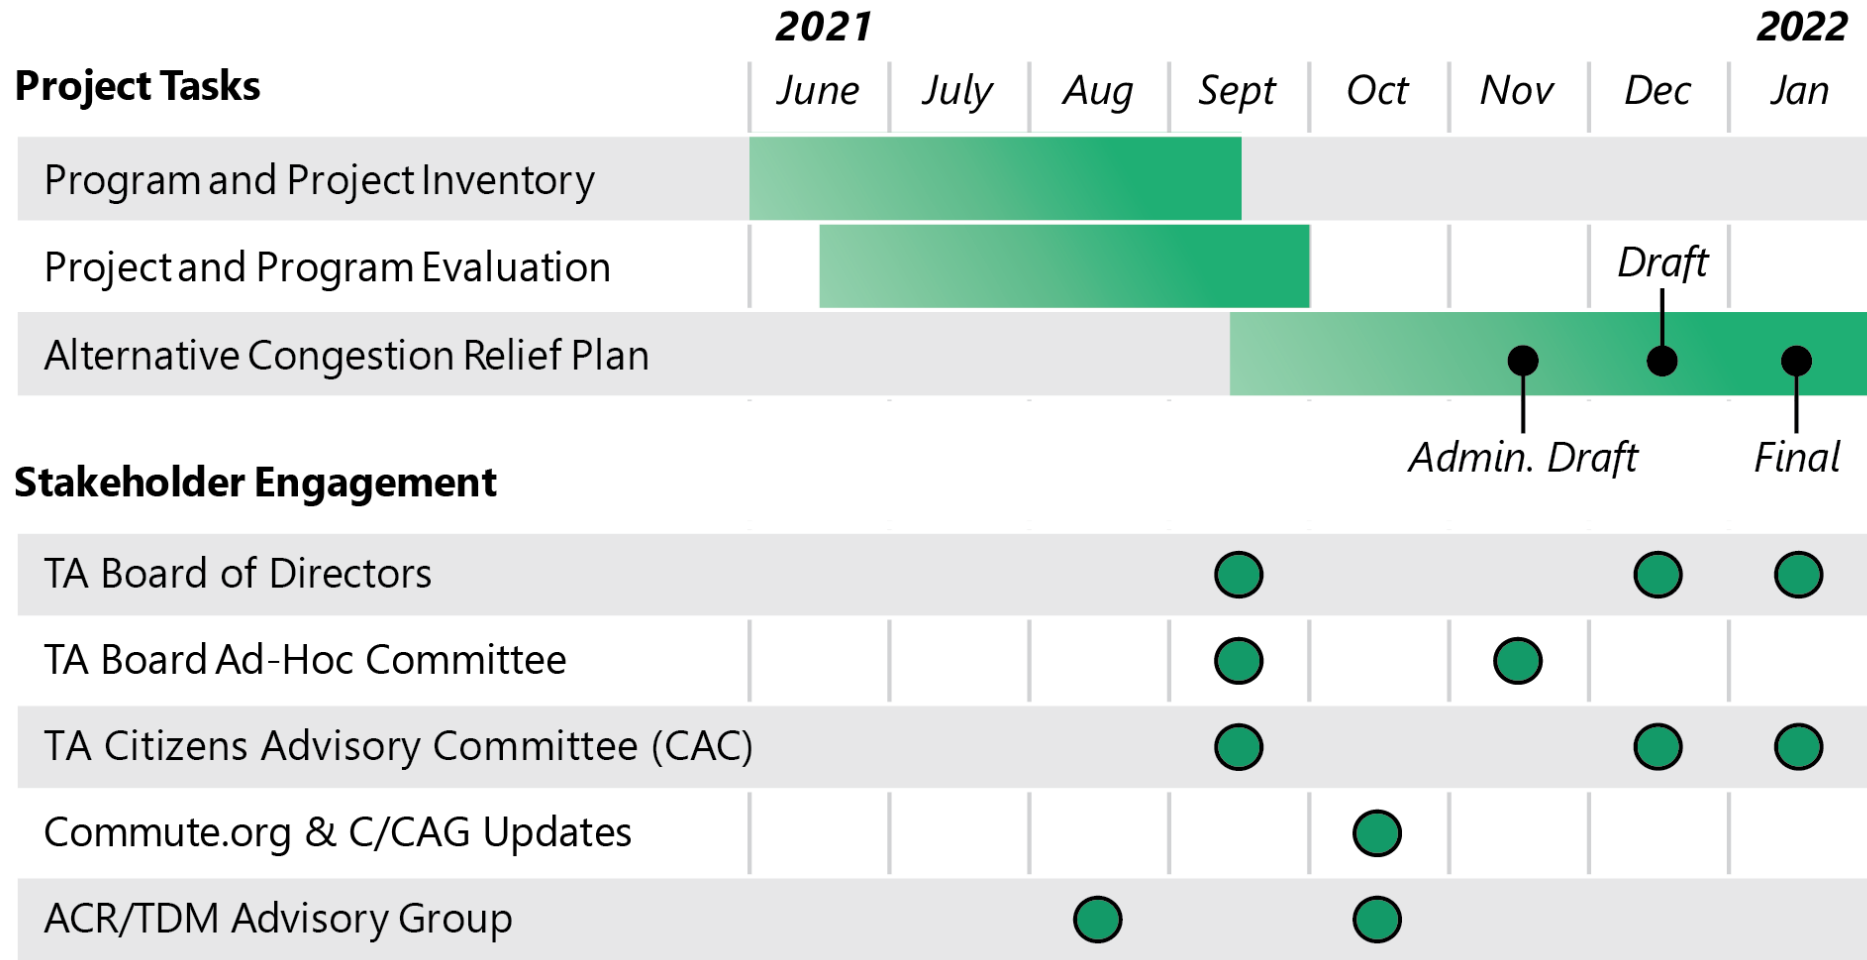 2021 2022
Project Tasks June July Aug Sept Oct Nov Dec Jan
Program and Project Inventory
Project and Program Evaluation Draft
Alternative Congestion Relief Plan
Admin. Draft Final
Stakeholder Engagement
TA Board of Directors
TA Board Ad-Hoc Committee
TA Citizens Advisory Committee (CAC)
Commute.org & C/CAG Updates
ACR/TDM Advisory Group